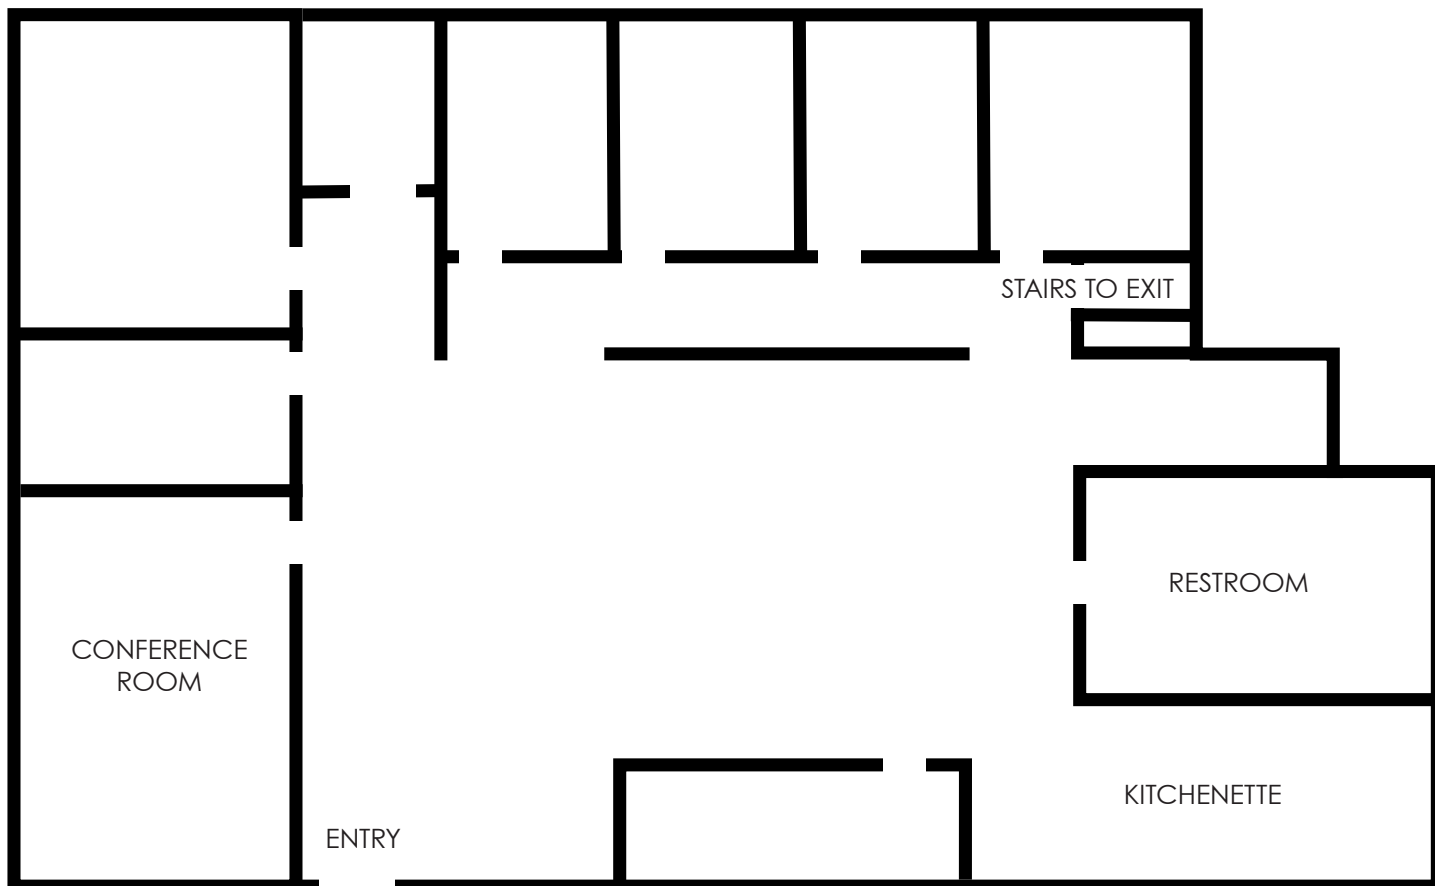 STAIRS TO EXIT
RESTROOM
CONFERENCE
ROOM
KITCHENETTE
ENTRY